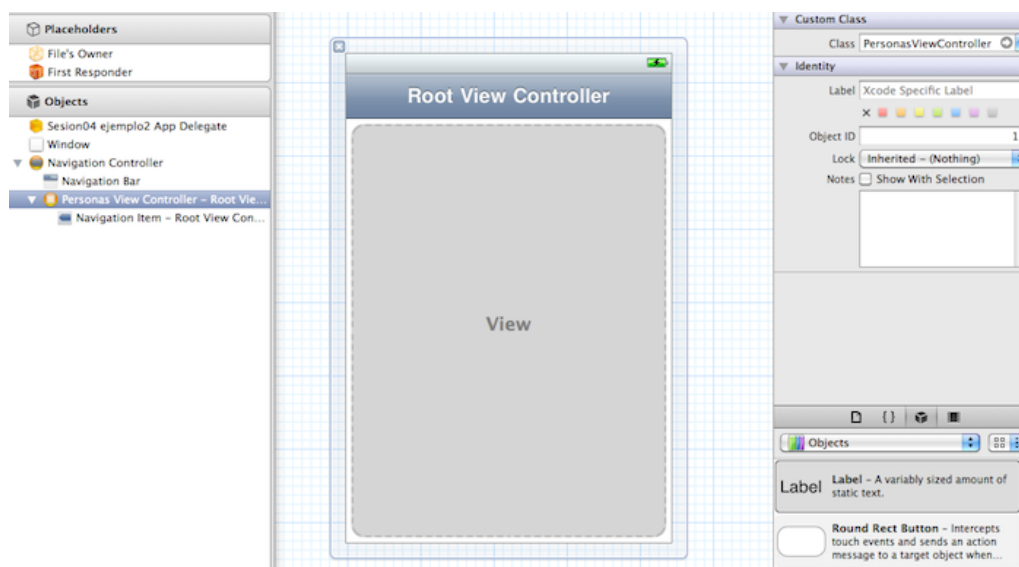 Placeholders
File's Owner
First Responder
Objects
Sesion04 ejemplo2 App Delegate
Window
Navigation Controller
Navigation Bar
Personas View Controller – Root Vie...
Navigation Item – Root View Con...
Root View Controller
View
Custom Class
Class PersonasViewController
Identity
Label Xcode Specific Label
Object ID 1
Lock Inherited – (Nothing)
Notes Show With Selection
{}
Objects
Label Label – A variably sized amount of
static text.
Round Rect Button – Intercepts
touch events and sends an action
message to a target object when...